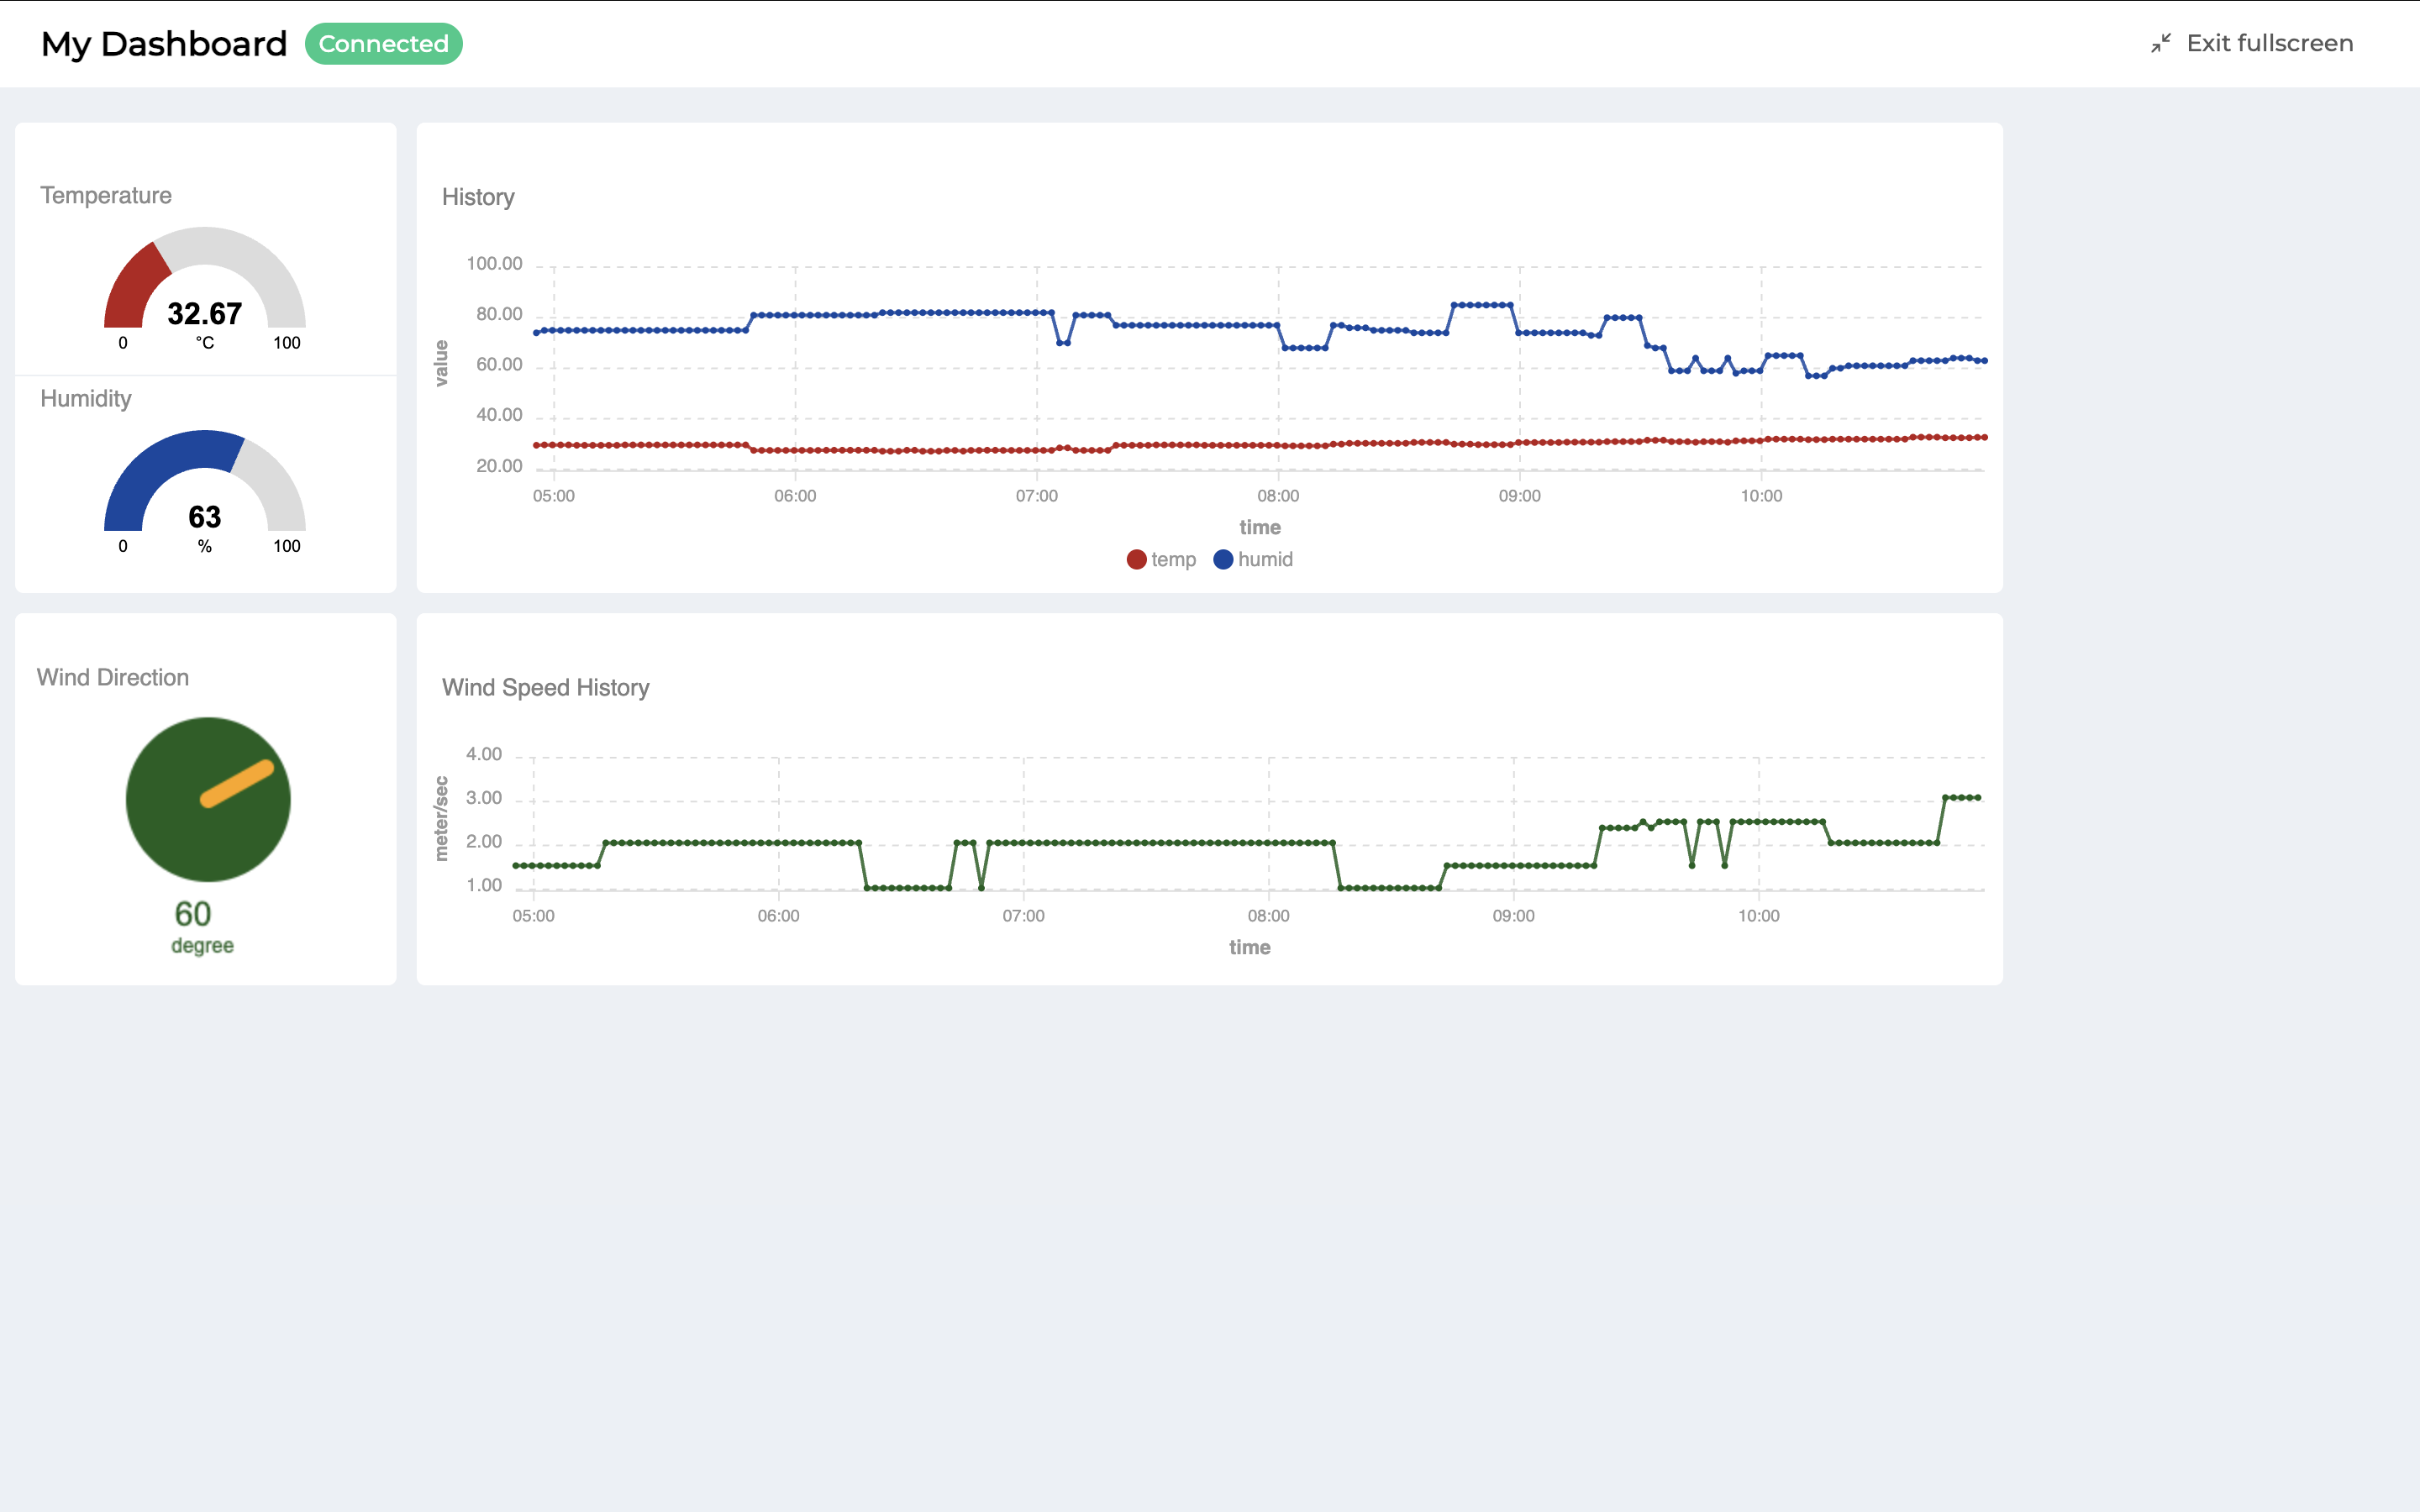 My Dashboard Connected
Exit fullscreen
Temperature
32.67
0 °C 100
Humidity
63
0 % 100
History
100.00
80.00
60.00
40.00
20.00
value
05:00 06:00 07:00 08:00 09:00 10:00
time
temp humid
Wind Direction
60
degree
Wind Speed History
4.00
3.00
2.00
1.00
meter/sec
05:00 06:00 07:00 08:00 09:00 10:00
time